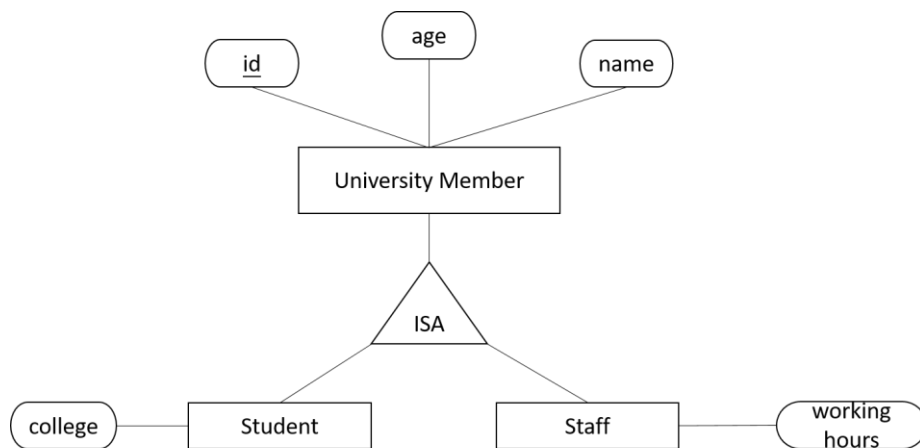 age
id
name
University Member
ISA
college
Student
Staff
working
hours